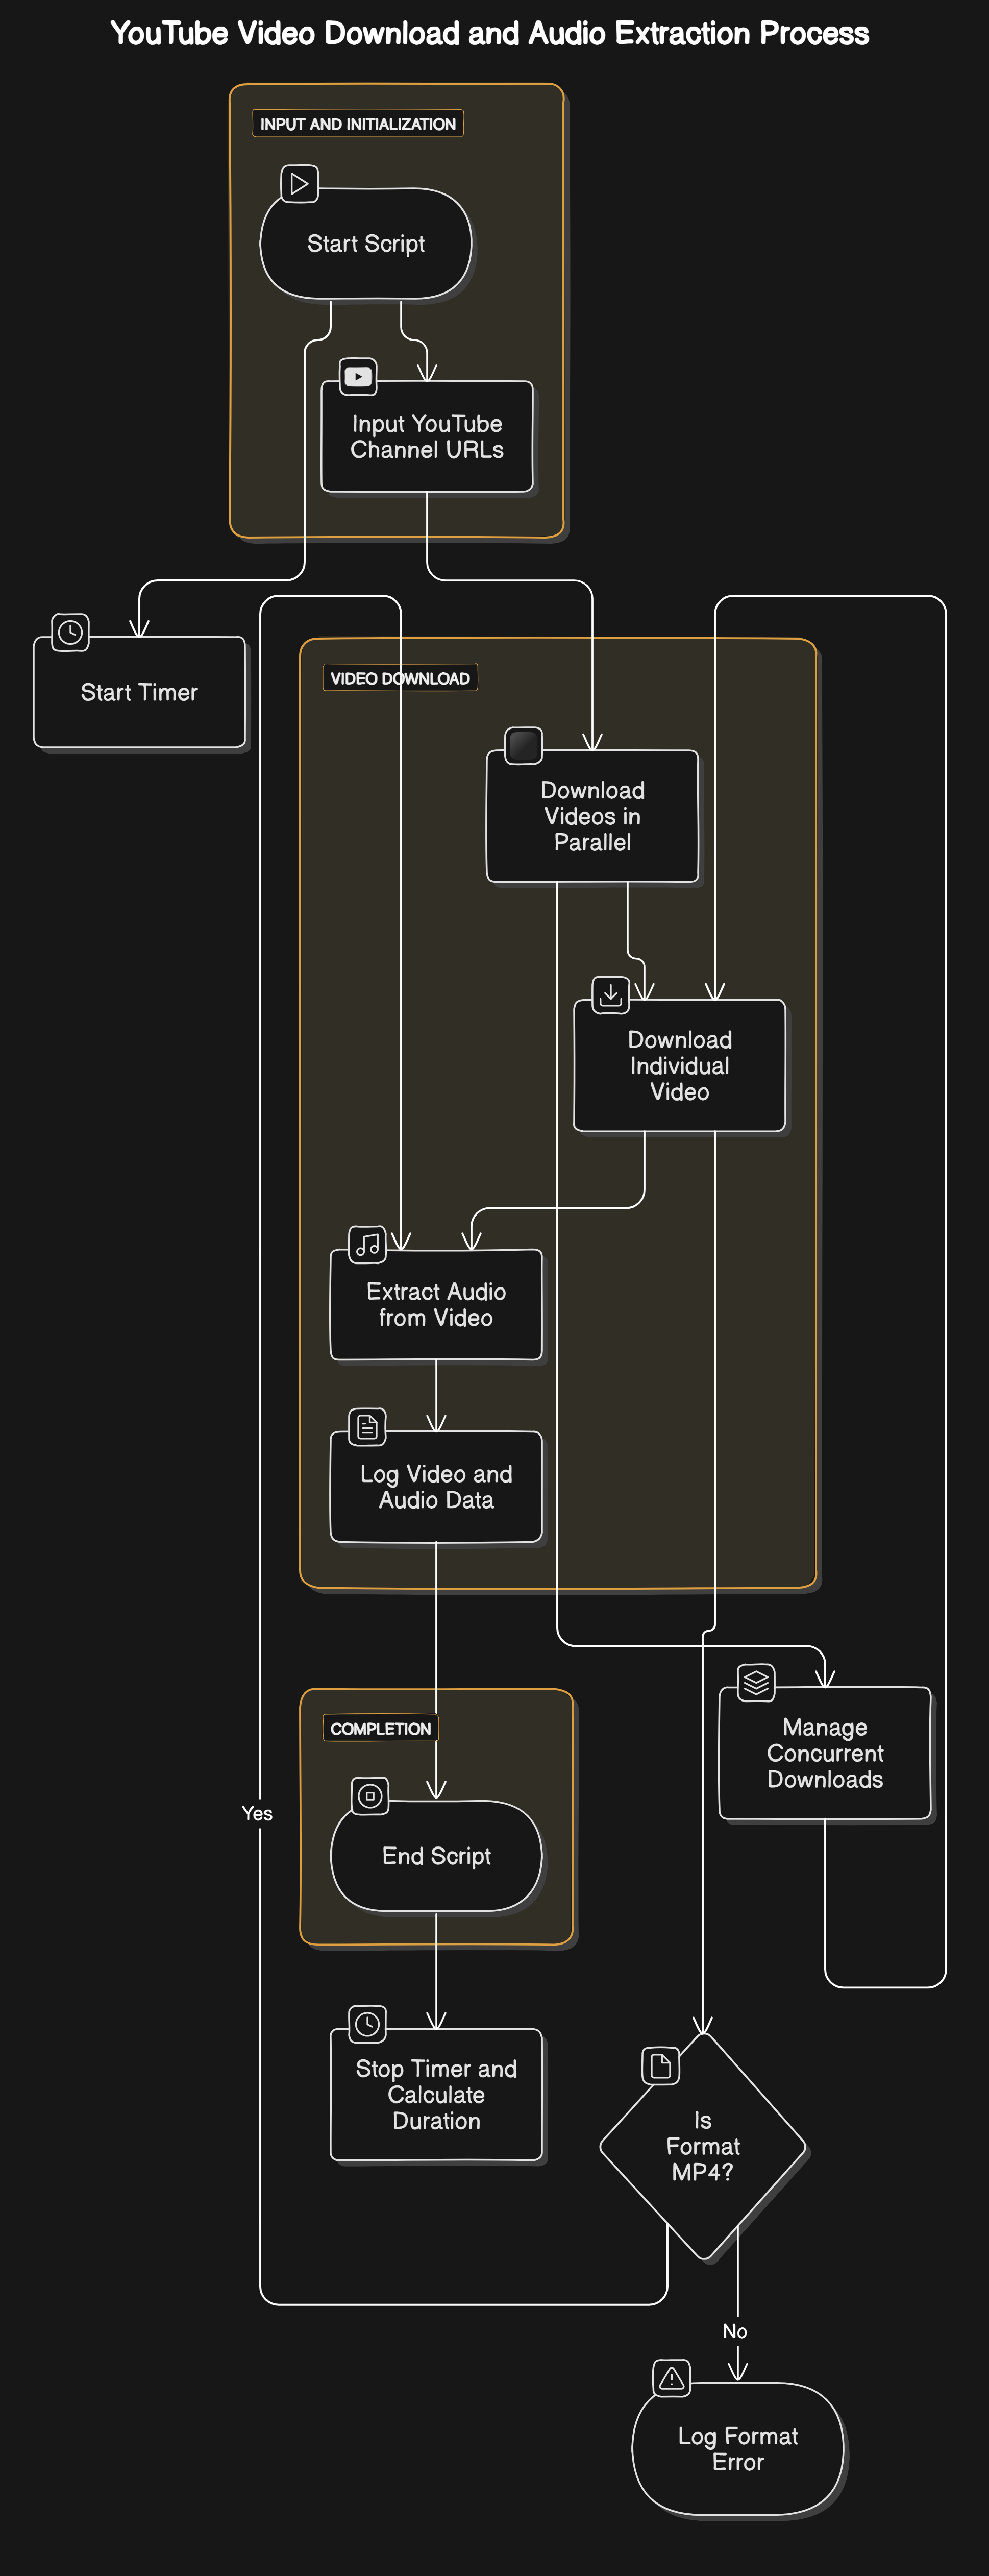 YouTube Video Download and Audio Extraction Process
INPUT AND INITIALIZATION
Start Script
Input YouTube
Channel URLs
Start Timer
VIDEO DOWNLOAD
Download
Videos in
Parallel
Download
Individual
Video
Extract Audio
from Video
Log Video and
Audio Data
COMPLETION
Manage
Concurrent
Downloads
Yes
End Script
Stop Timer and
Calculate
Duration
Is
Format
MP4?
No
Log Format
Error